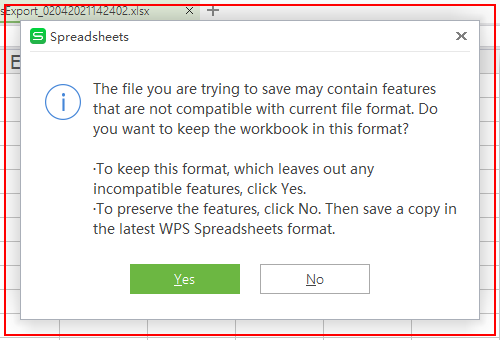 sExport_02042021142402.xlsx
Spreadsheets
The file you are trying to save may contain features
that are not compatible with current file format. Do
you want to keep the workbook in this format?
·To keep this format, which leaves out any
incompatible features, click Yes.
·To preserve the features, click No. Then save a copy in
the latest WPS Spreadsheets format.
Yes
No